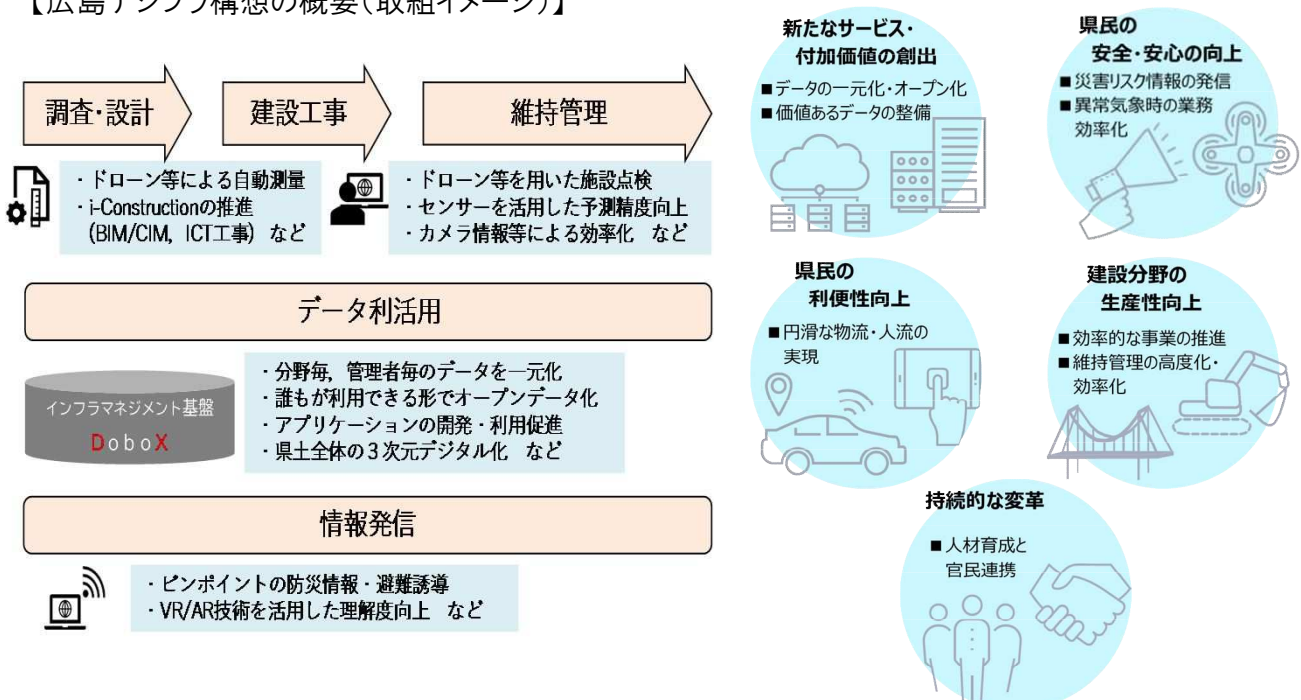 【広島デジフラ構想の概要(取組イメージ)】
調査・設計
建設工事
維持管理
・ドローン等による自動測量
・i-Constructionの推進
(BIM/CIM, ICT工事) など
・ドローン等を用いた施設点検
・センサーを活用した予測精度向上
・カメラ情報等による効率化 など
データ利活用
インフラマネジメント基盤
DoboX
・分野毎,管理者毎のデータを一元化
・誰もが利用できる形でオープンデータ化
・アプリケーションの開発・利用促進
・県土全体の3次元デジタル化 など
情報発信
・ピンポイントの防災情報・避難誘導
・VR/AR技術を活用した理解度向上 など
新たなサービス・
付加価値の創出
■データの一元化・オープン化
■価値あるデータの整備
県民の
安全・安心の向上
■災害リスク情報の発信
■異常気象時の業務
効率化
県民の
利便性向上
■円滑な物流・人流の
実現
建設分野の
生産性向上
■効率的な事業の推進
■維持管理の高度化・
効率化
持続的な変革
■人材育成と
官民連携